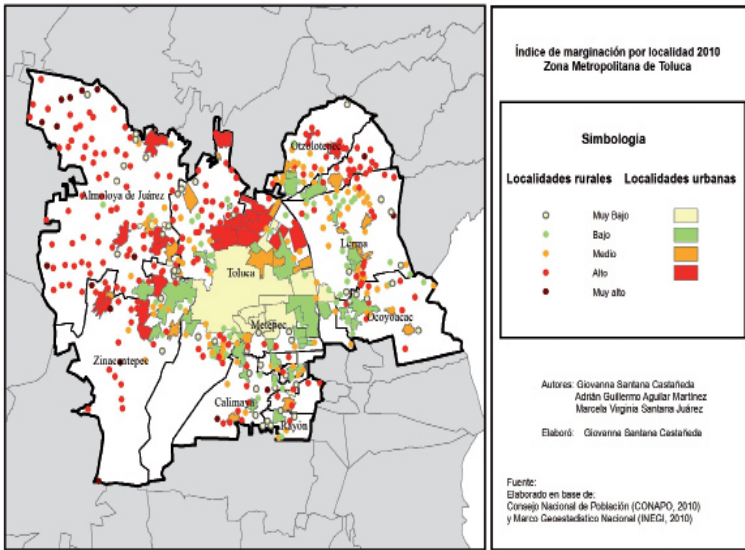 Índice de marginación por localidad 2010
Zona Metropolitana de Toluca
Simbologia
Localidades rurales Localidades urbanas
Muy Bajo
Bajo
Medio
Alto
Muy alto
Otzolotepec
Almoloya de Juárez
Lerma
Toluca
Metepec
Ocoyoacac
Zinacantepec
Calimaya
Rayón
Autores: Giovanna Santana Castañeda
Adrián Guillermo Aguilar Martínez
Marcela Virginia Santana Juárez
Elaboró: Giovanna Santana Castañeda
Fuente:
Elaborado en base de:
Consejo Nacional de Población (CONAPO, 2010)
y Marco Geoestadístico Nacional (INEGI, 2010)